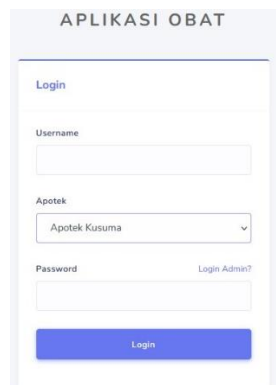 APLIKASI OBAT
Login
Username
Apotek
Apotek Kusuma
Password Login Admin?
Login